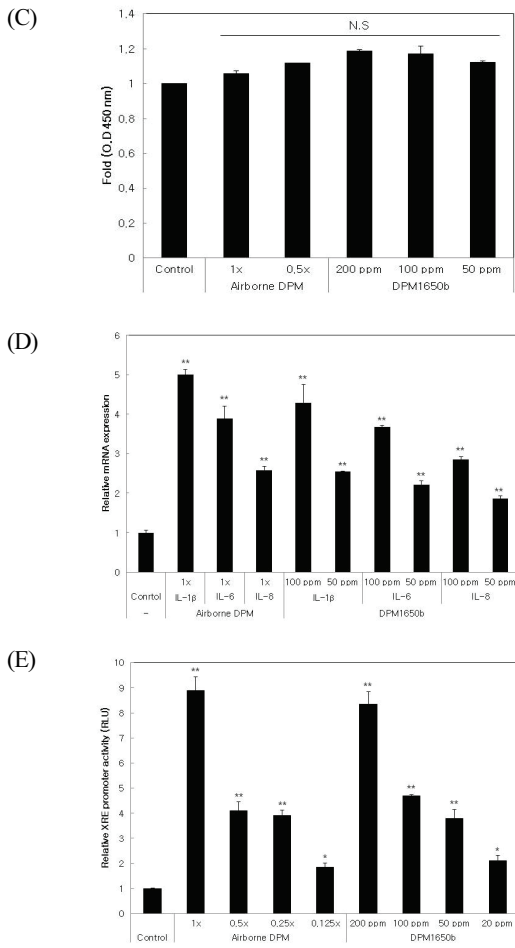 (C)
N.S
Fold (O.D 450 nm)
1,4
1,2
1
0,8
0,6
0,4
0,2
0
Control 1x 0,5x 200 ppm 100 ppm 50 ppm
Airborne DPM DPM1650b
(D)
Relative mRNA expression
6
5
4
3
2
1
0
** ** ** ** ** ** ** ** **
Conrtol 1x 1x 1x 100 ppm 50 ppm 100 ppm 50 ppm 100 ppm 50 ppm
- IL-1β IL-6 IL-8 IL-1β IL-6 IL-8
Airborne DPM DPM1650b
(E)
Relative XRE promoter activity (RLU)
10
9
8
7
6
5
4
3
2
1
0
** ** ** * ** ** ** *
Control 1x 0,5x 0,25x 0,125x 200 ppm 100 ppm 50 ppm 20 ppm
Airborne DPM DPM1650b